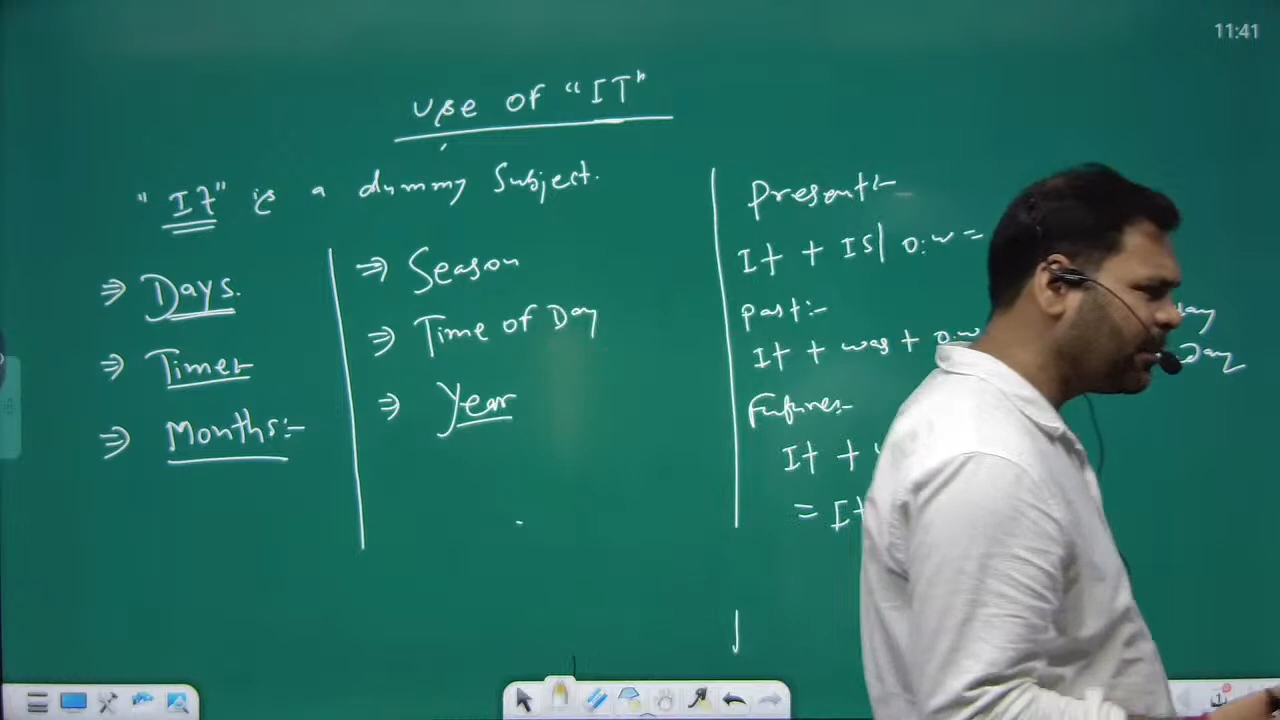 11:41
Use of "IT"
"It" is a dummy Subject.
⇒ Days.
⇒ Timer
⇒ Months:-
⇒ Season
⇒ Time of Day
⇒ Year
Present:-
It + Is/ o.w =
Past:-
It + was + o.w
Day
Future:-
It +
= It